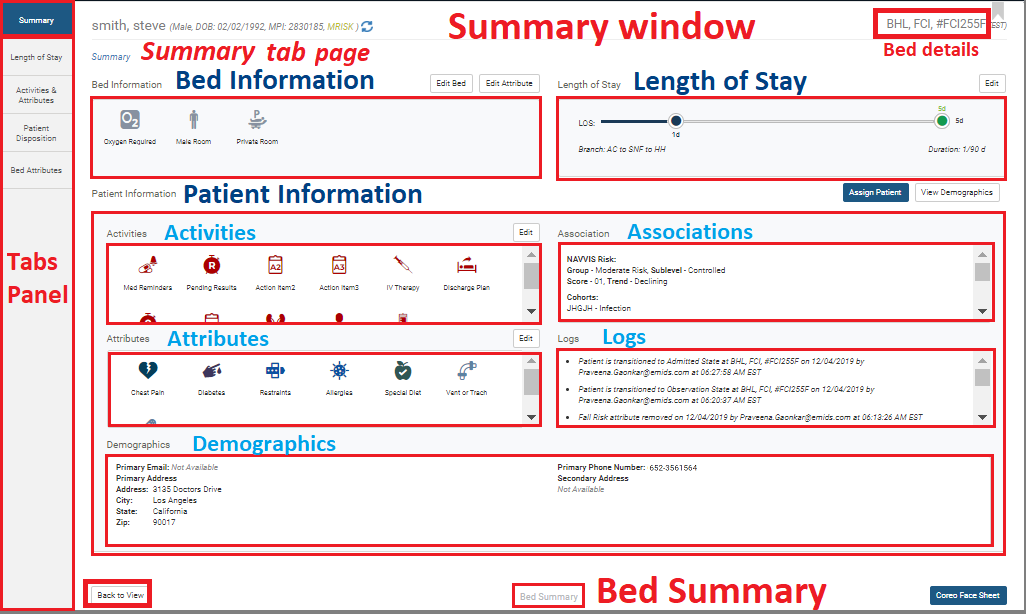 Summary
Length of Stay
Activities &
Attributes
Patient
Disposition
Bed Attributes
Tabs
Panel
smith, steve (Male, DOB: 02/02/1992, MPI: 2830185, MRISK )
Summary window
BHL, FCI, #FCI255F EST)
Bed details
Summary
Summary tab page
Bed Information
Bed Information
Edit Bed
Edit Attribute
O2
Oxygen Required
Male Room
P
Private Room
Length of Stay
Length of Stay
Edit
LOS:
1d
5d
5d
Branch: AC to SNF to HH
Duration: 1/90 d
Patient Information
Patient Information
Assign Patient
View Demographics
Activities
Activities
Edit
Med Reminders
R
Pending Results
A2
Action Item2
A3
Action Item3
IV Therapy
Discharge Plan
Association
Associations
NAVVIS Risk:
Group - Moderate Risk, Sublevel - Controlled
Score - 01, Trend - Declining
Cohorts:
JHGJH - Infection
Attributes
Attributes
Edit
Chest Pain
Diabetes
Restraints
Allergies
Special Diet
Vent or Trach
Logs
Logs
• Patient is transitioned to Admitted State at BHL, FCI, #FCI255F on 12/04/2019 by
Praveena.Gaonkar@emids.com at 06:27:58 AM EST
• Patient is transitioned to Observation State at BHL, FCI, #FCI255F on 12/04/2019 by
Praveena.Gaonkar@emids.com at 06:20:37 AM EST
• Fall Risk attribute removed on 12/04/2019 by Praveena.Gaonkar@emids.com at 06:13:26 AM EST
Demographics
Demographics
Primary Email: Not Available
Primary Address
Address: 3135 Doctors Drive
City: Los Angeles
State: California
Zip: 90017
Primary Phone Number: 652-3561564
Secondary Address
Not Available
Back to View
Bed Summary
Bed Summary
Coreo Face Sheet